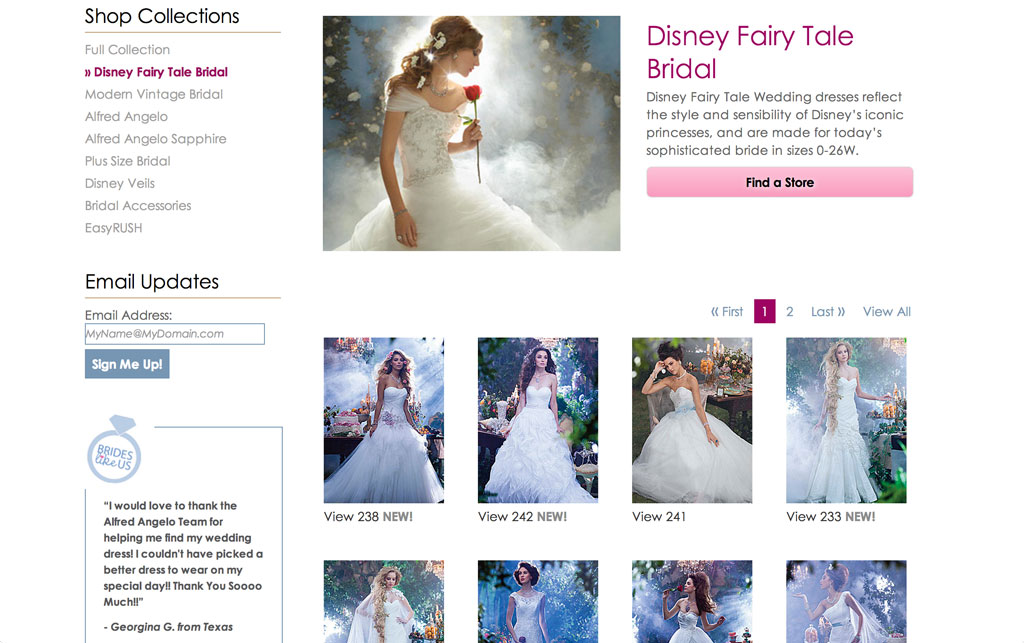 Shop Collections
Full Collection
» Disney Fairy Tale Bridal
Modern Vintage Bridal
Alfred Angelo
Alfred Angelo Sapphire
Plus Size Bridal
Disney Veils
Bridal Accessories
EasyRUSH
Email Updates
Email Address:
MyName@MyDomain.com
Sign Me Up!
BRIDES
like US
“I would love to thank the
Alfred Angelo Team for
helping me find my wedding
dress! I couldn't have picked a
better dress to wear on my
special day!! Thank You Soooo
Much!!”
- Georgina G. from Texas
Disney Fairy Tale
Bridal
Disney Fairy Tale Wedding dresses reflect
the style and sensibility of Disney’s iconic
princesses, and are made for today’s
sophisticated bride in sizes 0-26W.
Find a Store
« First 1 2 Last » View All
View 238 NEW!
View 242 NEW!
View 241
View 233 NEW!